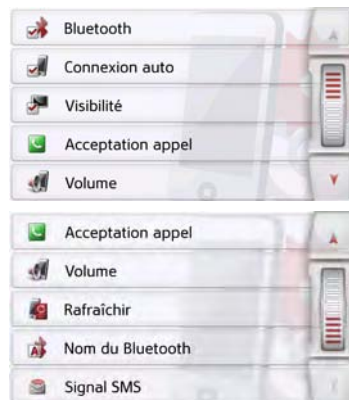 Bluetooth
Connexion auto
Visibilité
Acceptation appel
Volume
Acceptation appel
Volume
Rafraîchir
Nom du Bluetooth
Signal SMS